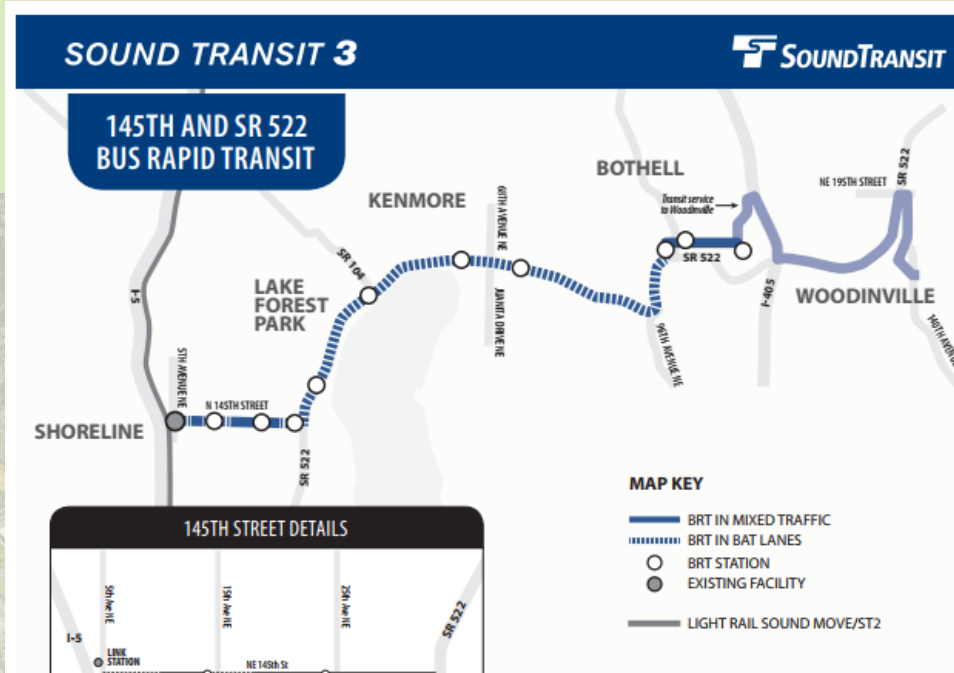 SOUND TRANSIT 3
SOUNDTRANSIT
145TH AND SR 522
BUS RAPID TRANSIT
BOTHELL
SR 522
NE 195TH STREET
KENMORE
68TH AVENUE NE
Transit service
to Woodinville
SR 104
SR 522
I-5
LAKE
FOREST
PARK
JUANITA DRIVE NE
I-405
WOODINVILLE
96TH AVENUE NE
140TH AVENUE
5TH AVENUE NE
N 145TH STREET
SHORELINE
SR 522
MAP KEY
BRT IN MIXED TRAFFIC
BRT IN BAT LANES
BRT STATION
EXISTING FACILITY
LIGHT RAIL SOUND MOVE/ST2
145TH STREET DETAILS
5th Ave NE
15th Ave NE
25th Ave NE
SR 522
I-5
LINK
STATION
NE 145th St